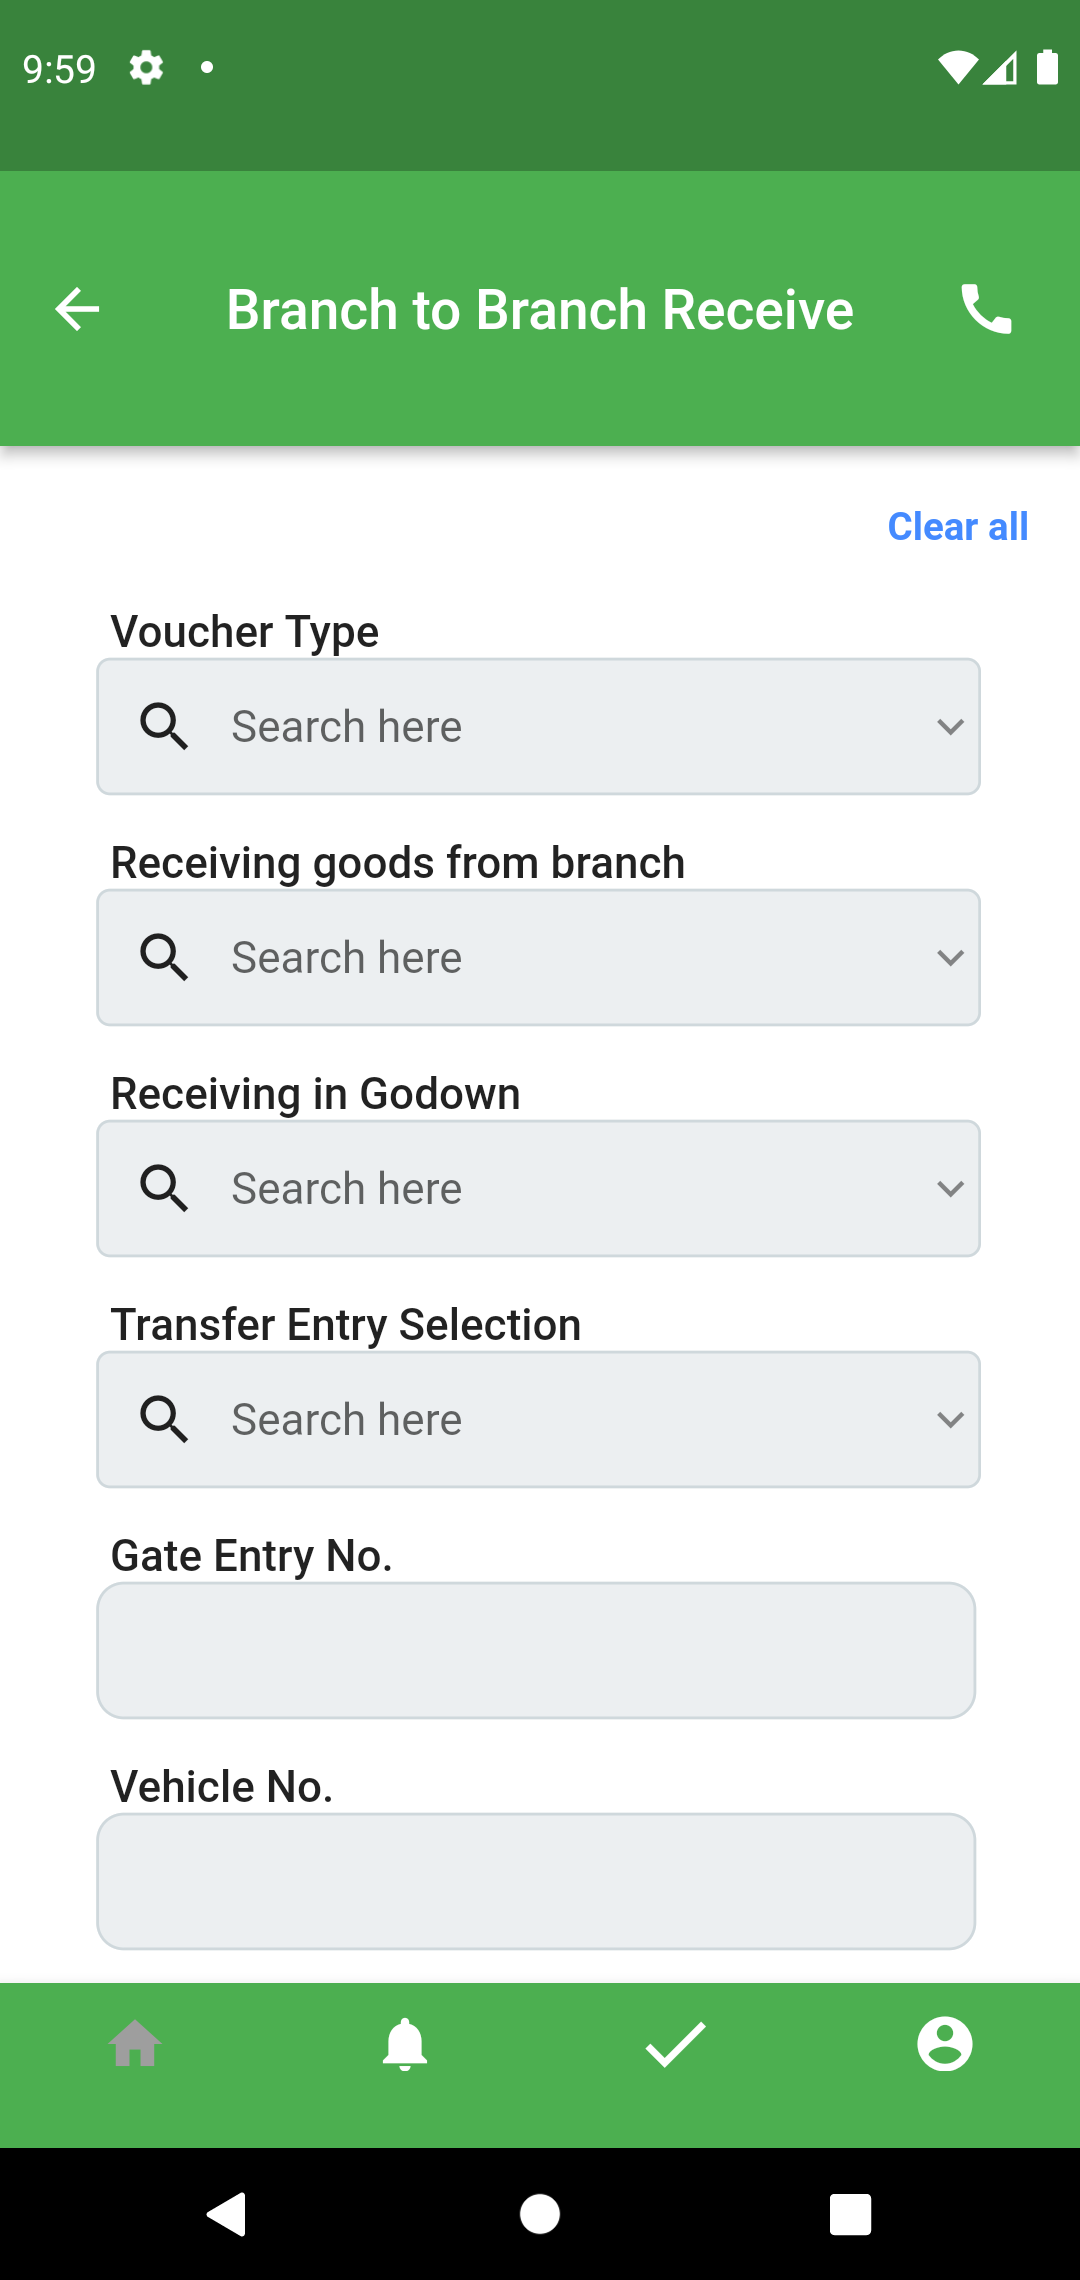 9:59
Branch to Branch Receive
Clear all
Voucher Type
Search here
Receiving goods from branch
Search here
Receiving in Godown
Search here
Transfer Entry Selection
Search here
Gate Entry No.
Vehicle No.